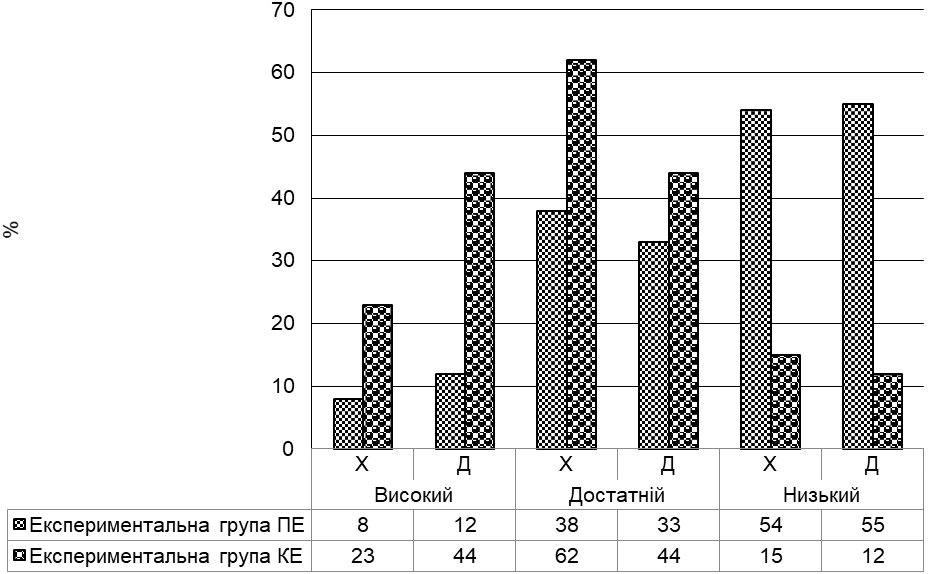 70
60
50
40
30
20
10
0
%
Х Д Х Д Х Д
Високий Достатній Низький
Експериментальна група ПЕ 8 12 38 33 54 55
Експериментальна група КЕ 23 44 62 44 15 12